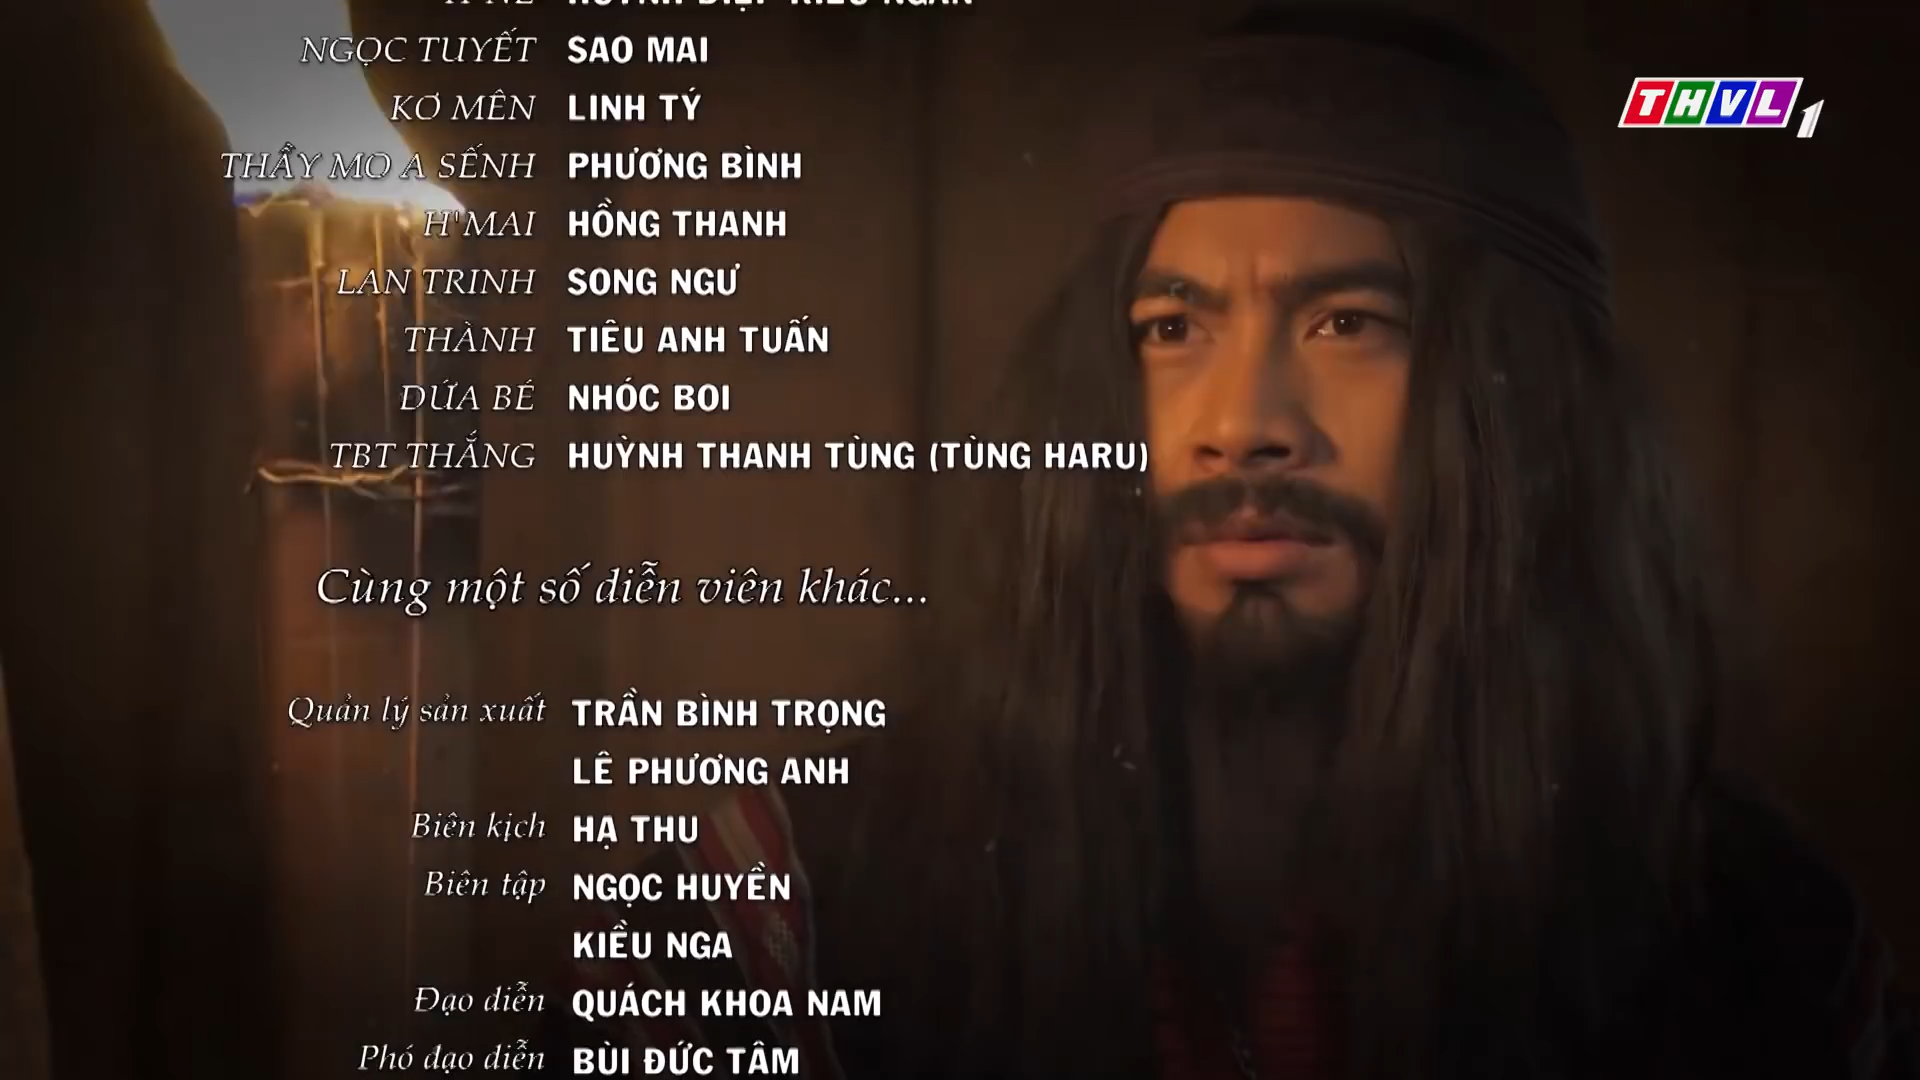 NGỌC TUYẾT SAO MAI
KƠ MÊN LINH TÝ
THẦY MO A SẾNH PHƯƠNG BÌNH
H'MAI HỒNG THANH
LAN TRINH SONG NGƯ
THÀNH TIÊU ANH TUẤN
ĐỨA BÉ NHÓC BOI
TBT THẮNG HUỲNH THANH TÙNG (TÙNG HARU)
Cùng một số diễn viên khác...
Quản lý sản xuất TRẦN BÌNH TRỌNG
LÊ PHƯƠNG ANH
Biên kịch HẠ THU
Biên tập NGỌC HUYỀN
KIỀU NGA
Đạo diễn QUÁCH KHOA NAM
Phó đạo diễn BÙI ĐỨC TÂM
THVL1